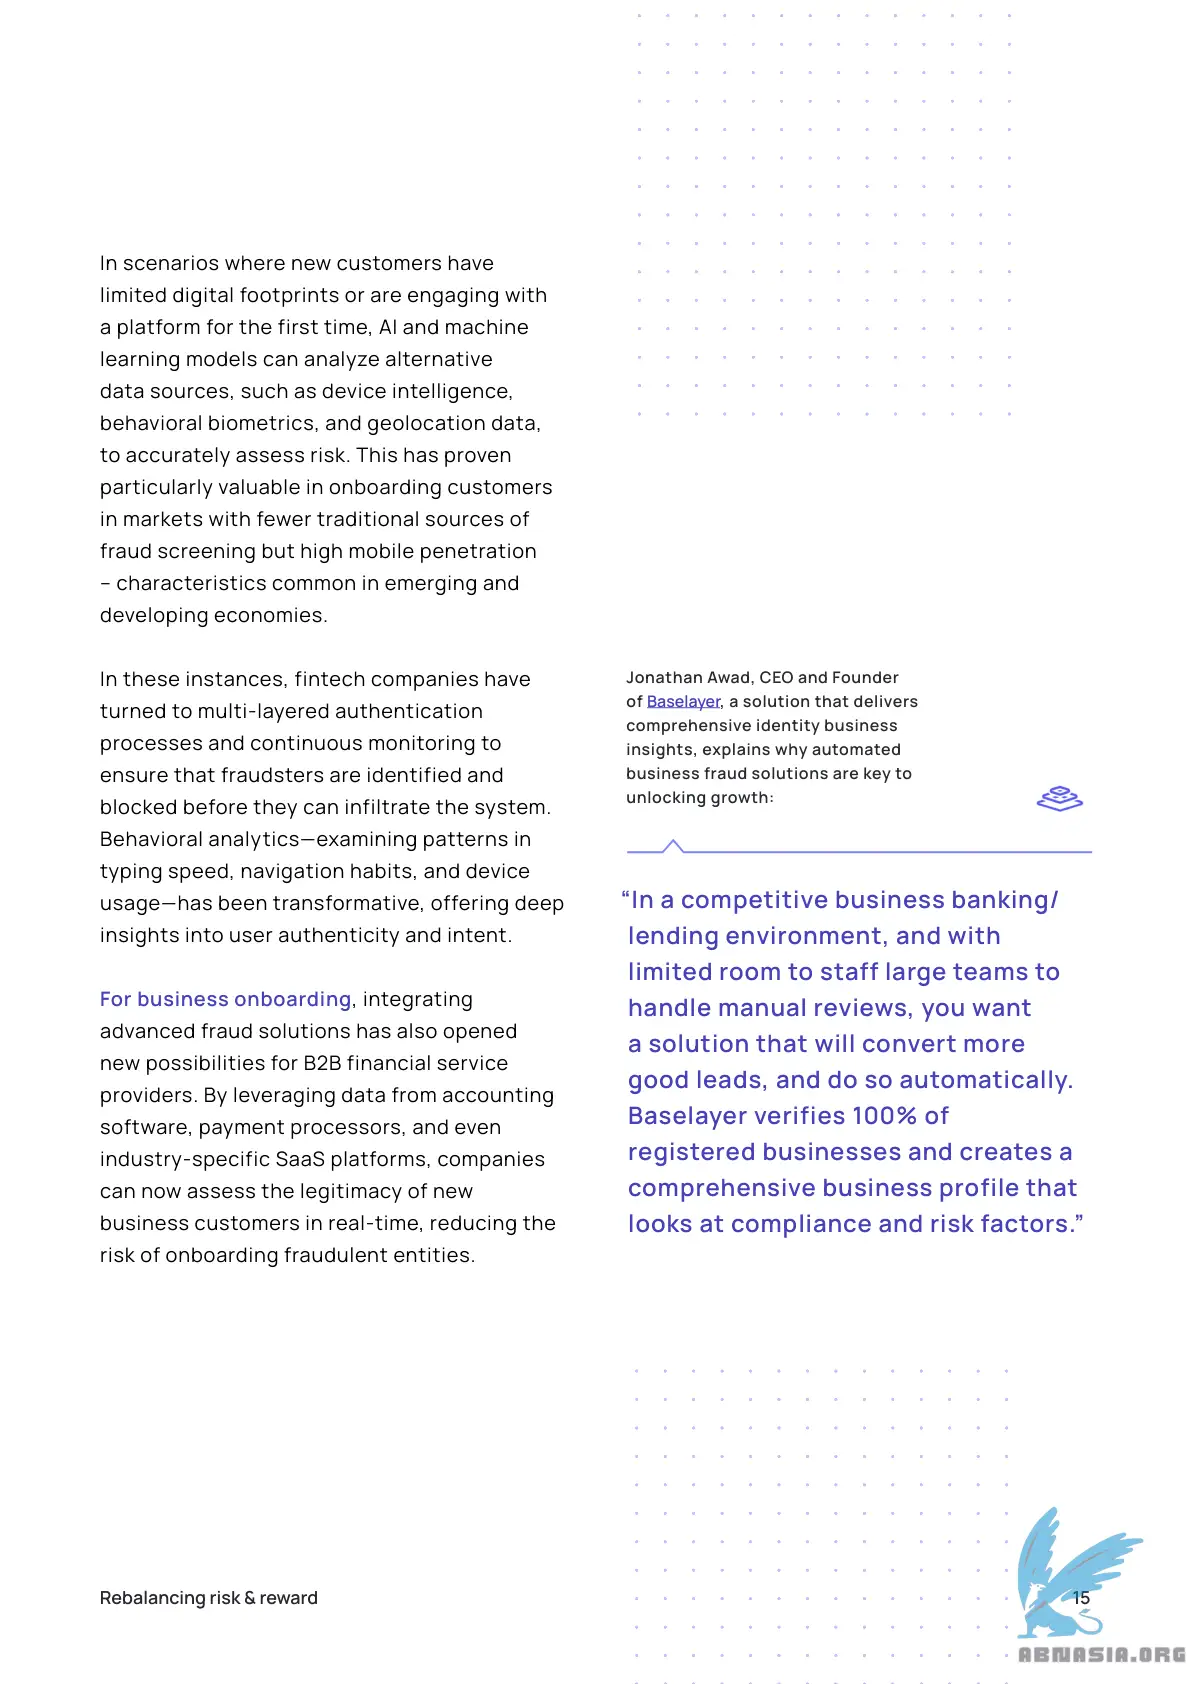 In scenarios where new customers have
limited digital footprints or are engaging with
a platform for the first time, AI and machine
learning models can analyze alternative
data sources, such as device intelligence,
behavioral biometrics, and geolocation data,
to accurately assess risk. This has proven
particularly valuable in onboarding customers
in markets with fewer traditional sources of
fraud screening but high mobile penetration
– characteristics common in emerging and
developing economies.
In these instances, fintech companies have
turned to multi-layered authentication
processes and continuous monitoring to
ensure that fraudsters are identified and
blocked before they can infiltrate the system.
Behavioral analytics—examining patterns in
typing speed, navigation habits, and device
usage—has been transformative, offering deep
insights into user authenticity and intent.
For business onboarding, integrating
advanced fraud solutions has also opened
new possibilities for B2B financial service
providers. By leveraging data from accounting
software, payment processors, and even
industry-specific SaaS platforms, companies
can now assess the legitimacy of new
business customers in real-time, reducing the
risk of onboarding fraudulent entities.
Jonathan Awad, CEO and Founder
of Baselayer, a solution that delivers
comprehensive identity business
insights, explains why automated
business fraud solutions are key to
unlocking growth:
“In a competitive business banking/
lending environment, and with
limited room to staff large teams to
handle manual reviews, you want
a solution that will convert more
good leads, and do so automatically.
Baselayer verifies 100% of
registered businesses and creates a
comprehensive business profile that
looks at compliance and risk factors.”
Rebalancing risk & reward
15
ABNASIA.ORG